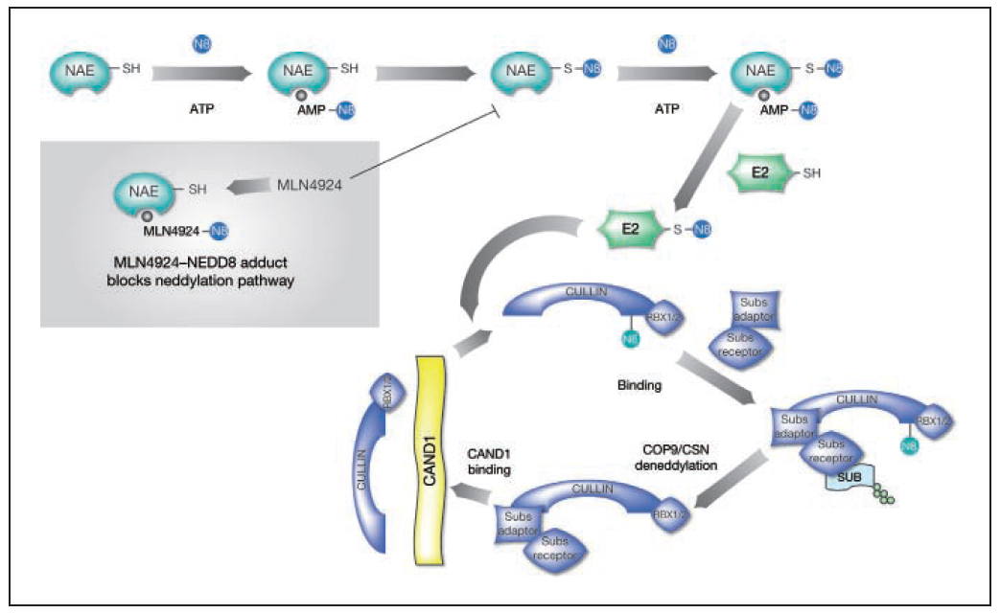 N8
N8
NAE
SH
NAE
SH
NAE
S
N8
NAE
S
N8
ATP
AMP
N8
ATP
AMP
N8
E2
SH
NAE
SH
MLN4924
MLN4924
N8
E2
S
N8
MLN4924–NEDD8 adduct
blocks neddylation pathway
CULLIN
RBX1/2
N8
Subs
adaptor
Subs
receptor
Binding
CULLIN
RBX1/2
N8
Subs
adaptor
Subs
receptor
SUB
RBX1/2
CULLIN
CAND1
CAND1
binding
COP9/CSN
deneddylation
CULLIN
RBX1/2
Subs
adaptor
Subs
receptor